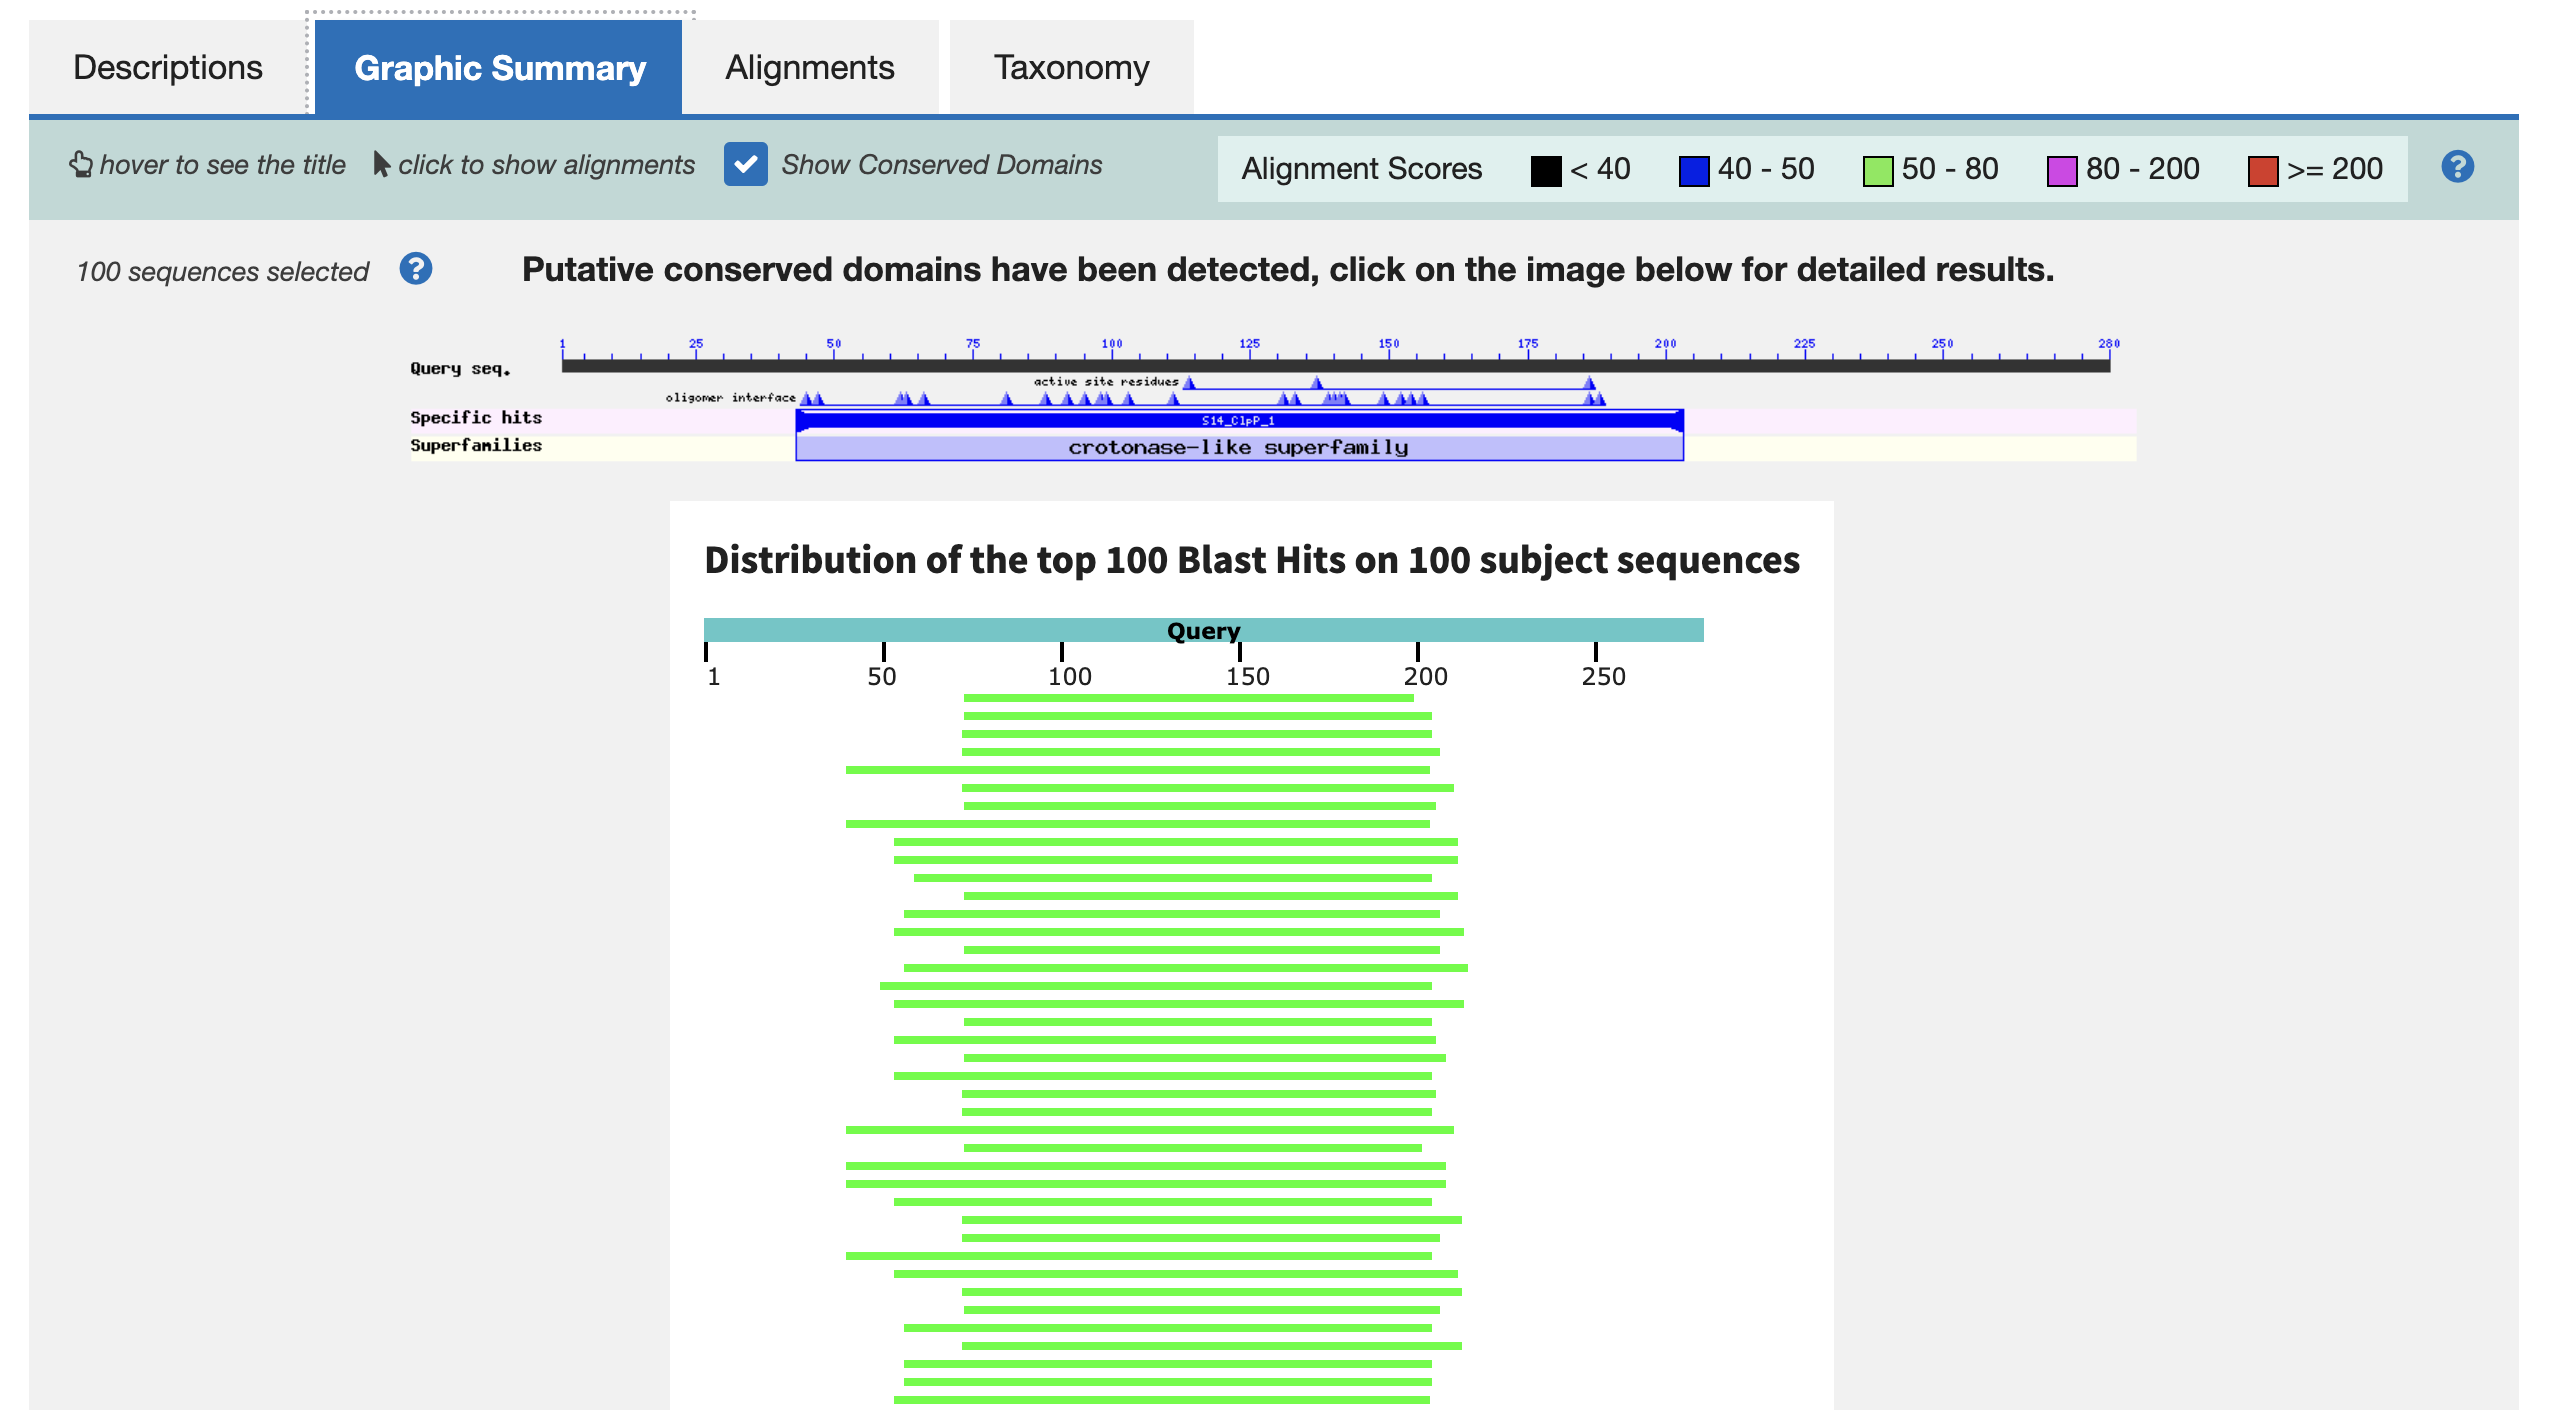 Descriptions Graphic Summary Alignments Taxonomy
hover to see the title click to show alignments Show Conserved Domains Alignment Scores < 40 40 - 50 50 - 80 80 - 200 >= 200 ?
100 sequences selected ? Putative conserved domains have been detected, click on the image below for detailed results.
1 25 50 75 100 125 150 175 200 225 250 280
Query seq.
active site residues
oligomer interface
Specific hits S14_ClpP_1
Superfamilies crotonase-like superfamily
Distribution of the top 100 Blast Hits on 100 subject sequences
Query
1 50 100 150 200 250